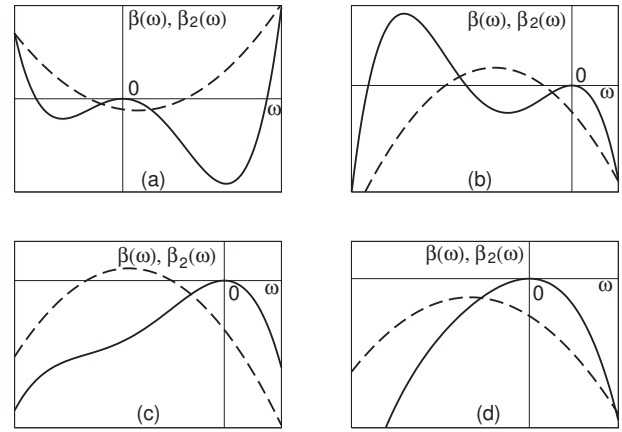 β(ω), β₂(ω)
0
ω
(a)
β(ω), β₂(ω)
0
ω
(b)
β(ω), β₂(ω)
ω
0
(c)
β(ω), β₂(ω)
ω
0
(d)